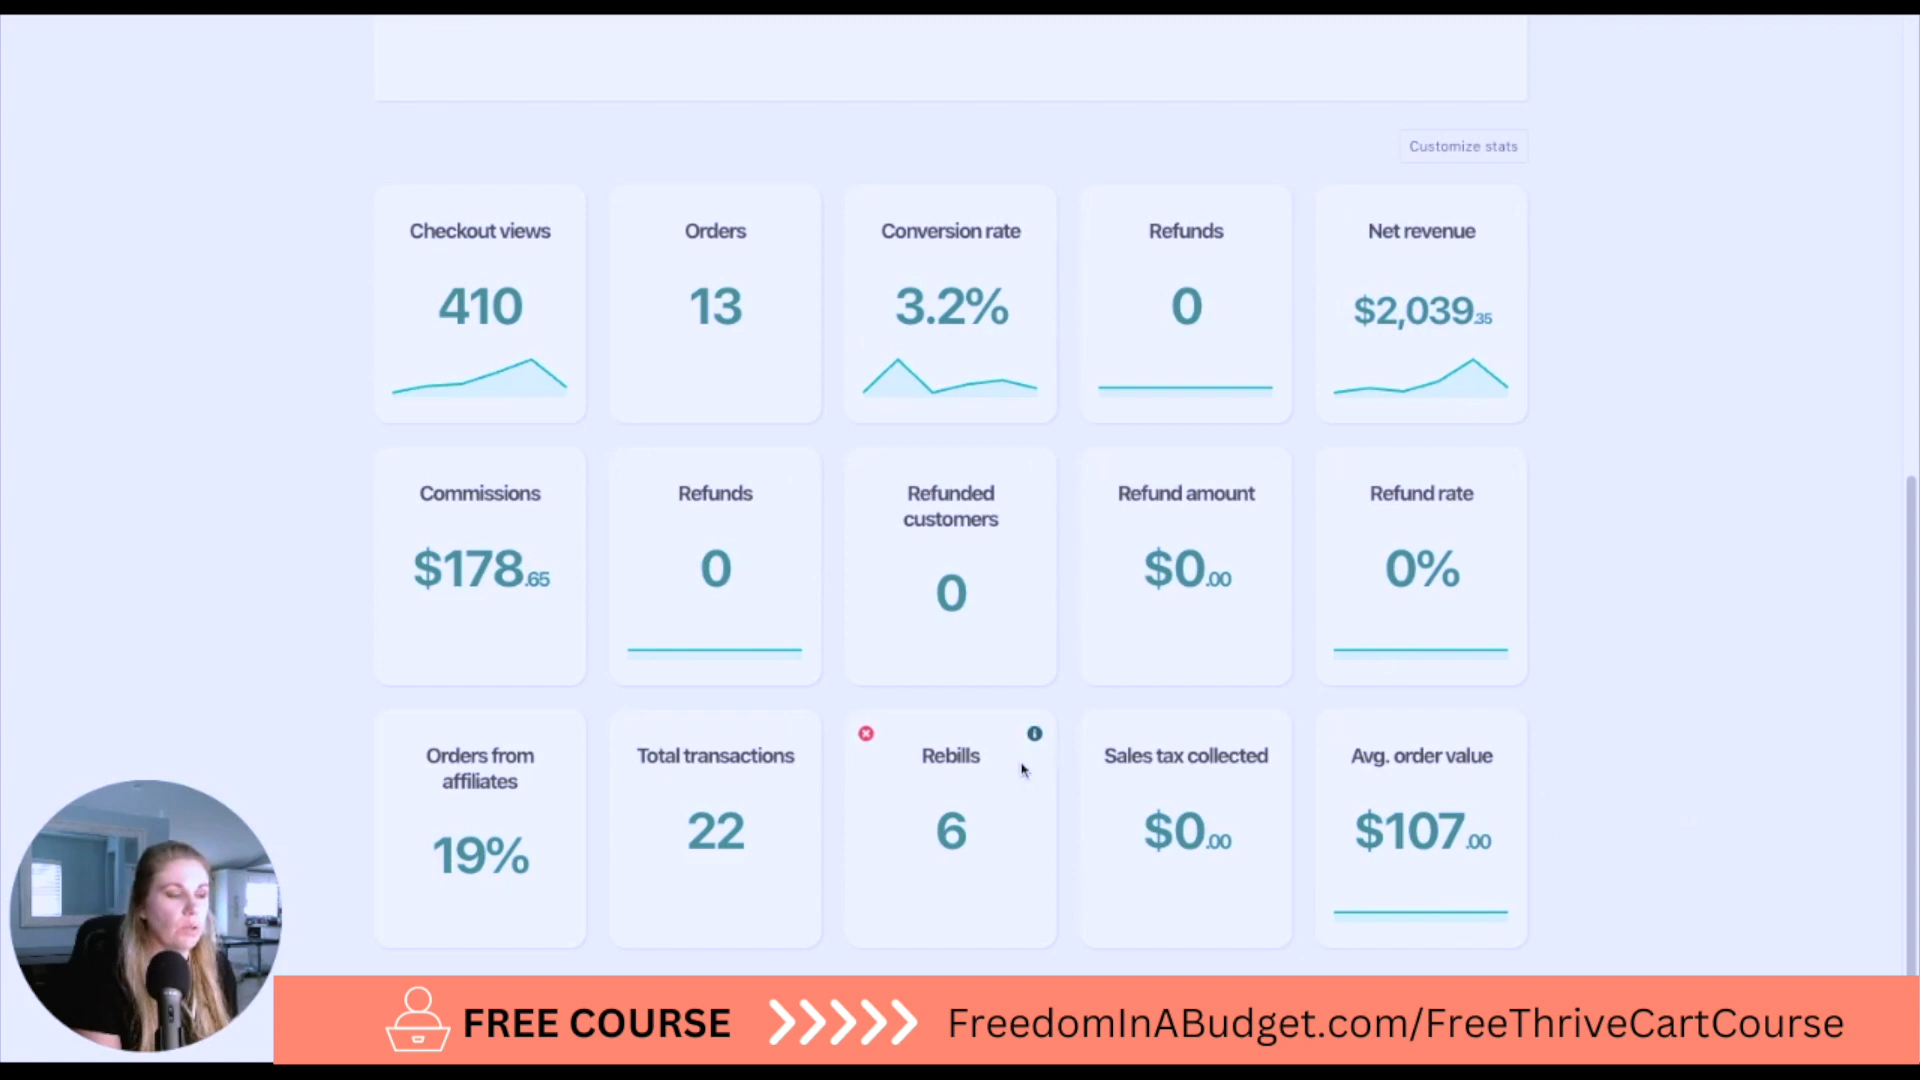 Customize stats
Checkout views
410
Orders
13
Conversion rate
3.2%
Refunds
0
Net revenue
$2,039.35
Commissions
$178.65
Refunds
0
Refunded
customers
0
Refund amount
$0.00
Refund rate
0%
Orders from
affiliates
19%
Total transactions
22
Rebills
6
Sales tax collected
$0.00
Avg. order value
$107.00
FREE COURSE
FreedomInABudget.com/FreeThriveCartCourse